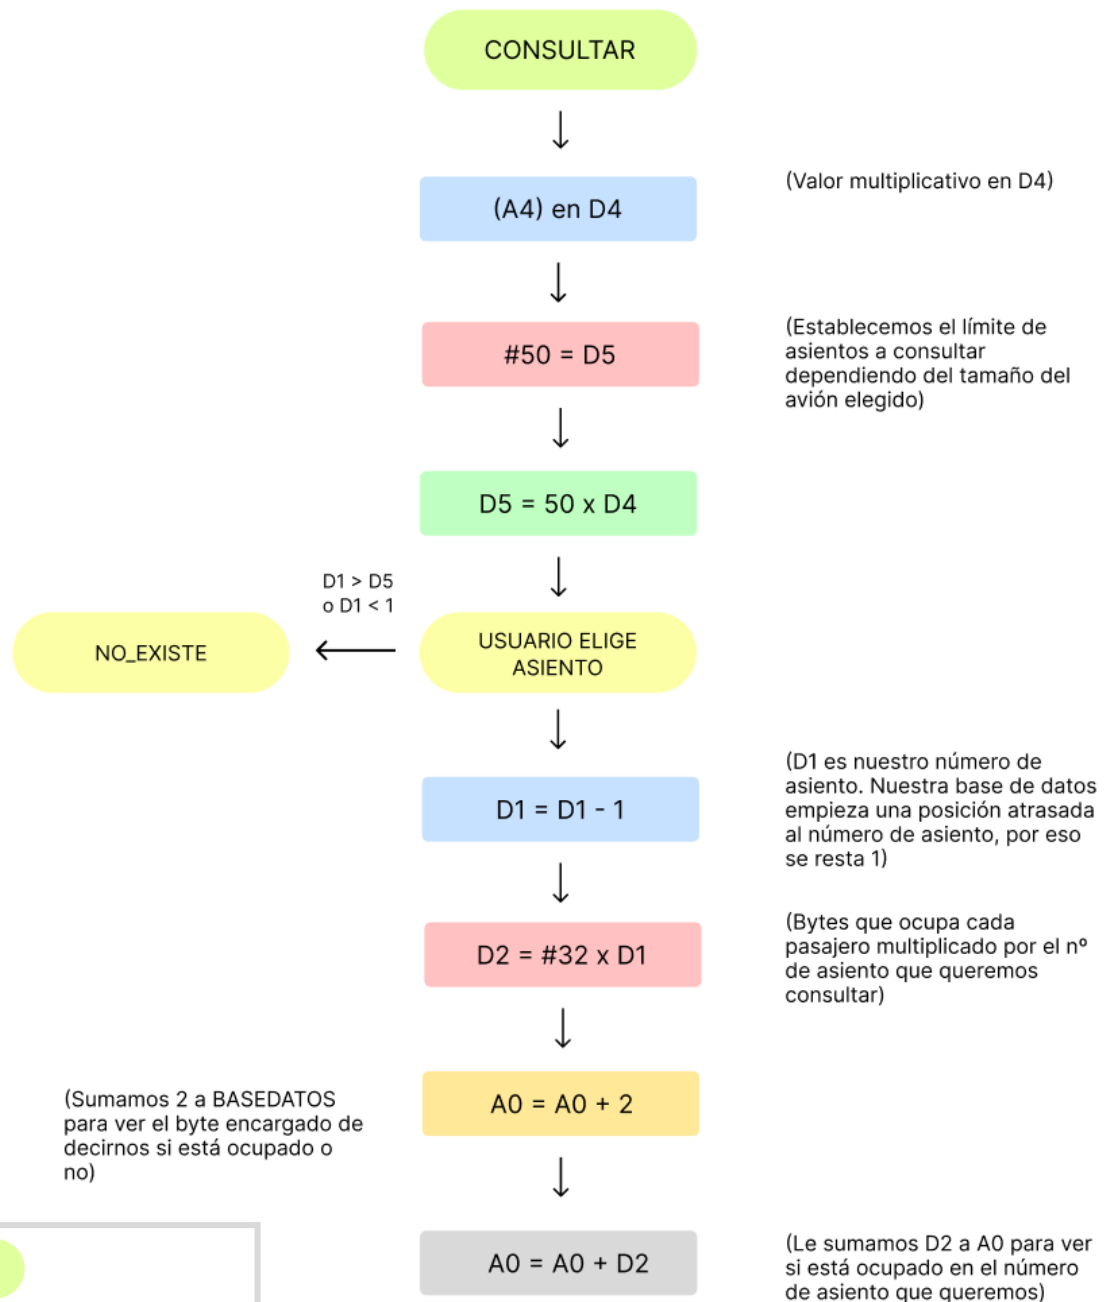 CONSULTAR
(A4) en D4
(Valor multiplicativo en D4)
#50 = D5
(Establecemos el límite de
asientos a consultar
dependiendo del tamaño del
avión elegido)
D5 = 50 x D4
D1 > D5
o D1 < 1
NO_EXISTE
USUARIO ELIGE
ASIENTO
D1 = D1 - 1
(D1 es nuestro número de
asiento. Nuestra base de datos
empieza una posición atrasada
al número de asiento, por eso
se resta 1)
D2 = #32 x D1
(Bytes que ocupa cada
pasajero multiplicado por el nº
de asiento que queremos
consultar)
(Sumamos 2 a BASEDATOS
para ver el byte encargado de
decirnos si está ocupado o
no)
A0 = A0 + 2
A0 = A0 + D2
(Le sumamos D2 a A0 para ver
si está ocupado en el número
de asiento que queremos)